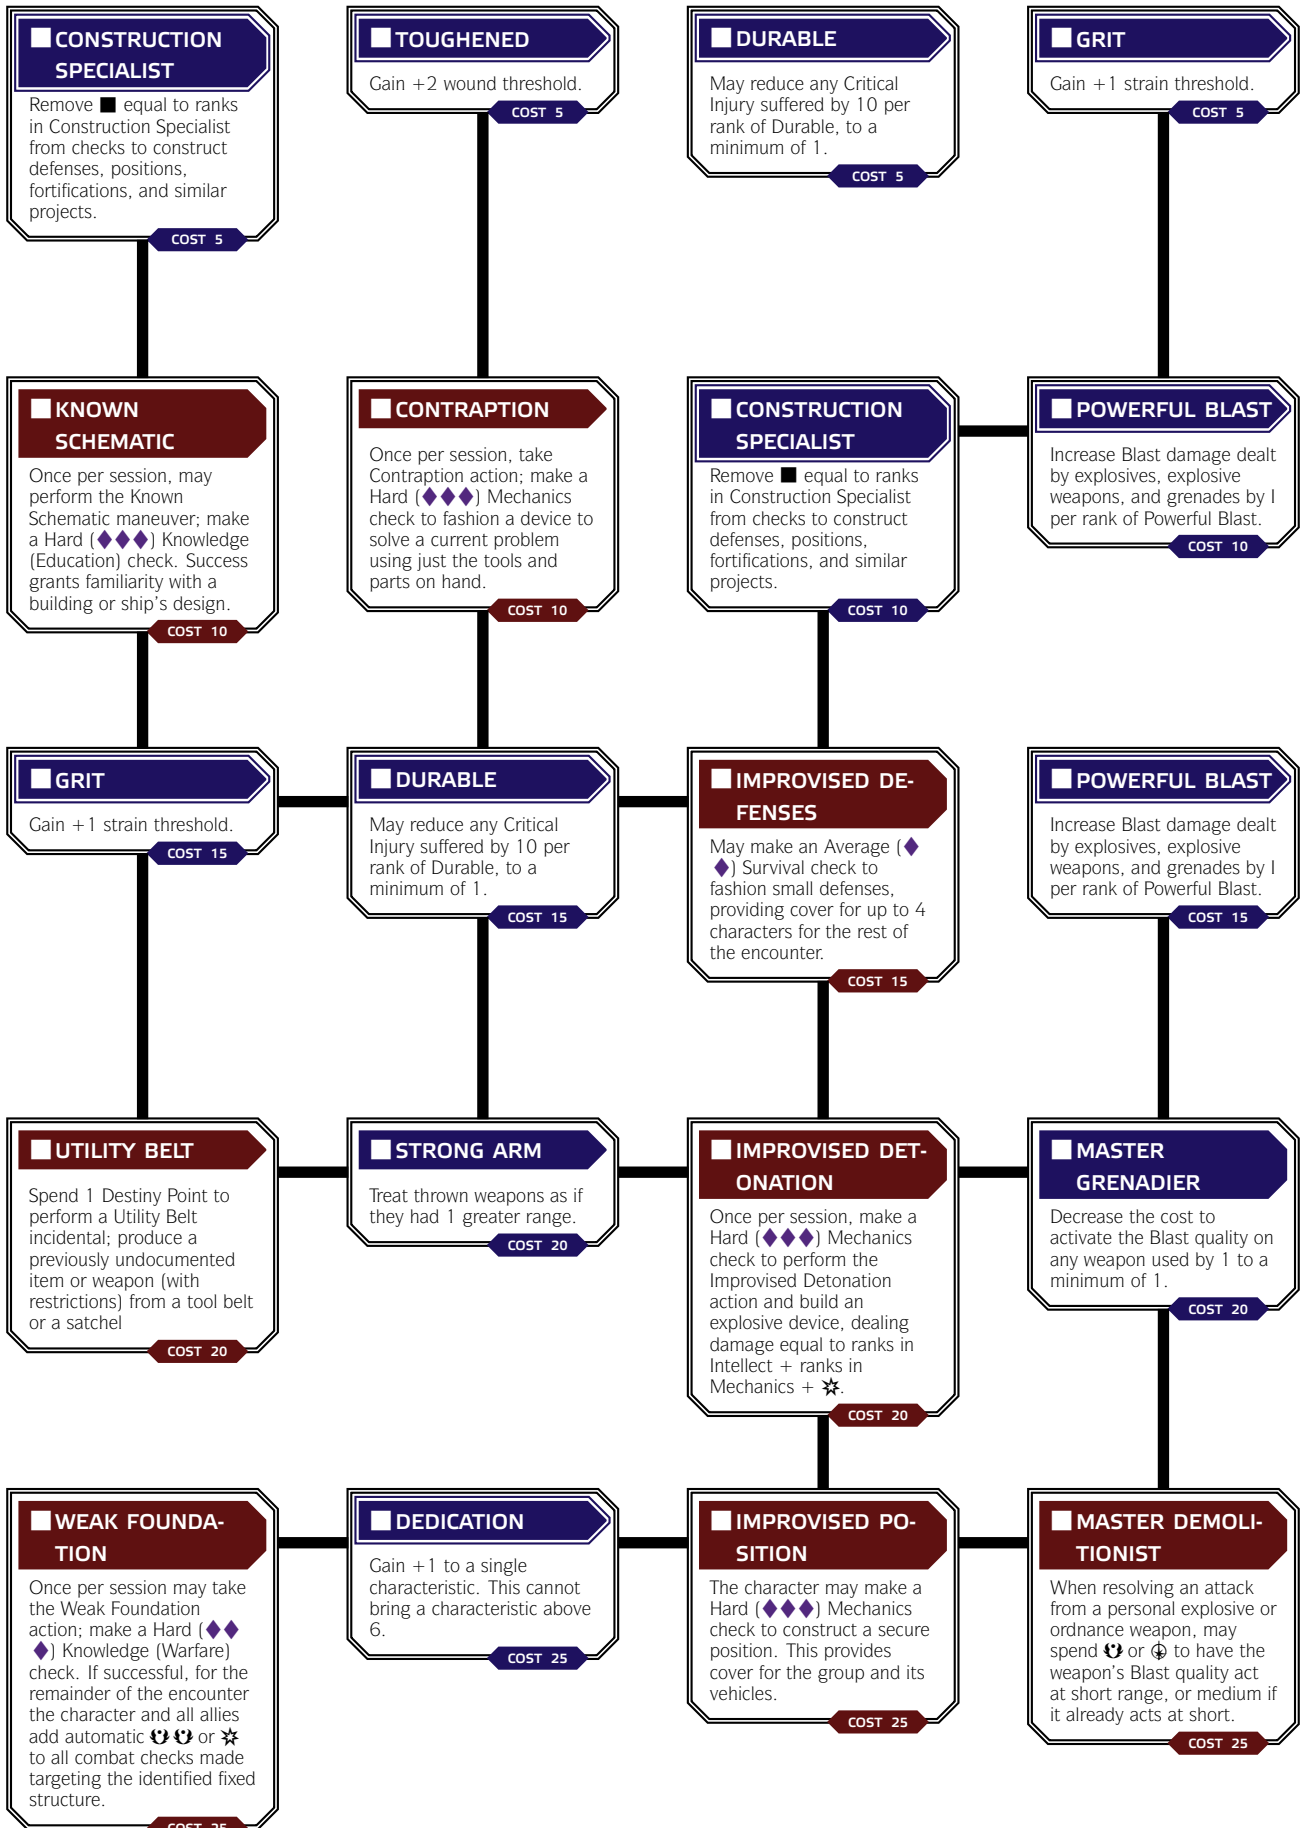 CONSTRUCTION
SPECIALIST
Remove ■ equal to ranks
in Construction Specialist
from checks to construct
defenses, positions,
fortifications, and similar
projects.
COST 5
TOUGHENED
Gain +2 wound threshold.
COST 5
DURABLE
May reduce any Critical
Injury suffered by 10 per
rank of Durable, to a
minimum of 1.
COST 5
GRIT
Gain +1 strain threshold.
COST 5
KNOWN
SCHEMATIC
Once per session, may
perform the Known
Schematic maneuver; make
a Hard (♦♦♦) Knowledge
(Education) check. Success
grants familiarity with a
building or ship’s design.
COST 10
CONTRAPTION
Once per session, take
Contraption action; make a
Hard (♦♦♦) Mechanics
check to fashion a device to
solve a current problem
using just the tools and
parts on hand.
COST 10
CONSTRUCTION
SPECIALIST
Remove ■ equal to ranks
in Construction Specialist
from checks to construct
defenses, positions,
fortifications, and similar
projects.
COST 10
POWERFUL BLAST
Increase Blast damage dealt
by explosives, explosive
weapons, and grenades by I
per rank of Powerful Blast.
COST 10
GRIT
Gain +1 strain threshold.
COST 15
DURABLE
May reduce any Critical
Injury suffered by 10 per
rank of Durable, to a
minimum of 1.
COST 15
IMPROVISED DE-
FENSES
May make an Average (♦
♦) Survival check to
fashion small defenses,
providing cover for up to 4
characters for the rest of
the encounter.
COST 15
POWERFUL BLAST
Increase Blast damage dealt
by explosives, explosive
weapons, and grenades by I
per rank of Powerful Blast.
COST 15
UTILITY BELT
Spend 1 Destiny Point to
perform a Utility Belt
incidental; produce a
previously undocumented
item or weapon (with
restrictions) from a tool belt
or a satchel
COST 20
STRONG ARM
Treat thrown weapons as if
they had 1 greater range.
COST 20
IMPROVISED DET-
ONATION
Once per session, make a
Hard (♦♦♦) Mechanics
check to perform the
Improvised Detonation
action and build an
explosive device, dealing
damage equal to ranks in
Intellect + ranks in
Mechanics + .
COST 20
MASTER
GRENADIER
Decrease the cost to
activate the Blast quality on
any weapon used by 1 to a
minimum of 1.
COST 20
WEAK FOUNDA-
TION
Once per session may take
the Weak Foundation
action; make a Hard (♦♦
♦) Knowledge (Warfare)
check. If successful, for the
remainder of the encounter
the character and all allies
add automatic or
to all combat checks made
targeting the identified fixed
structure.
COST 25
DEDICATION
Gain +1 to a single
characteristic. This cannot
bring a characteristic above
6.
COST 25
IMPROVISED PO-
SITION
The character may make a
Hard (♦♦♦) Mechanics
check to construct a secure
position. This provides
cover for the group and its
vehicles.
COST 25
MASTER DEMOLI-
TIONIST
When resolving an attack
from a personal explosive or
ordnance weapon, may
spend or to have the
weapon’s Blast quality act
at short range, or medium if
it already acts at short.
COST 25